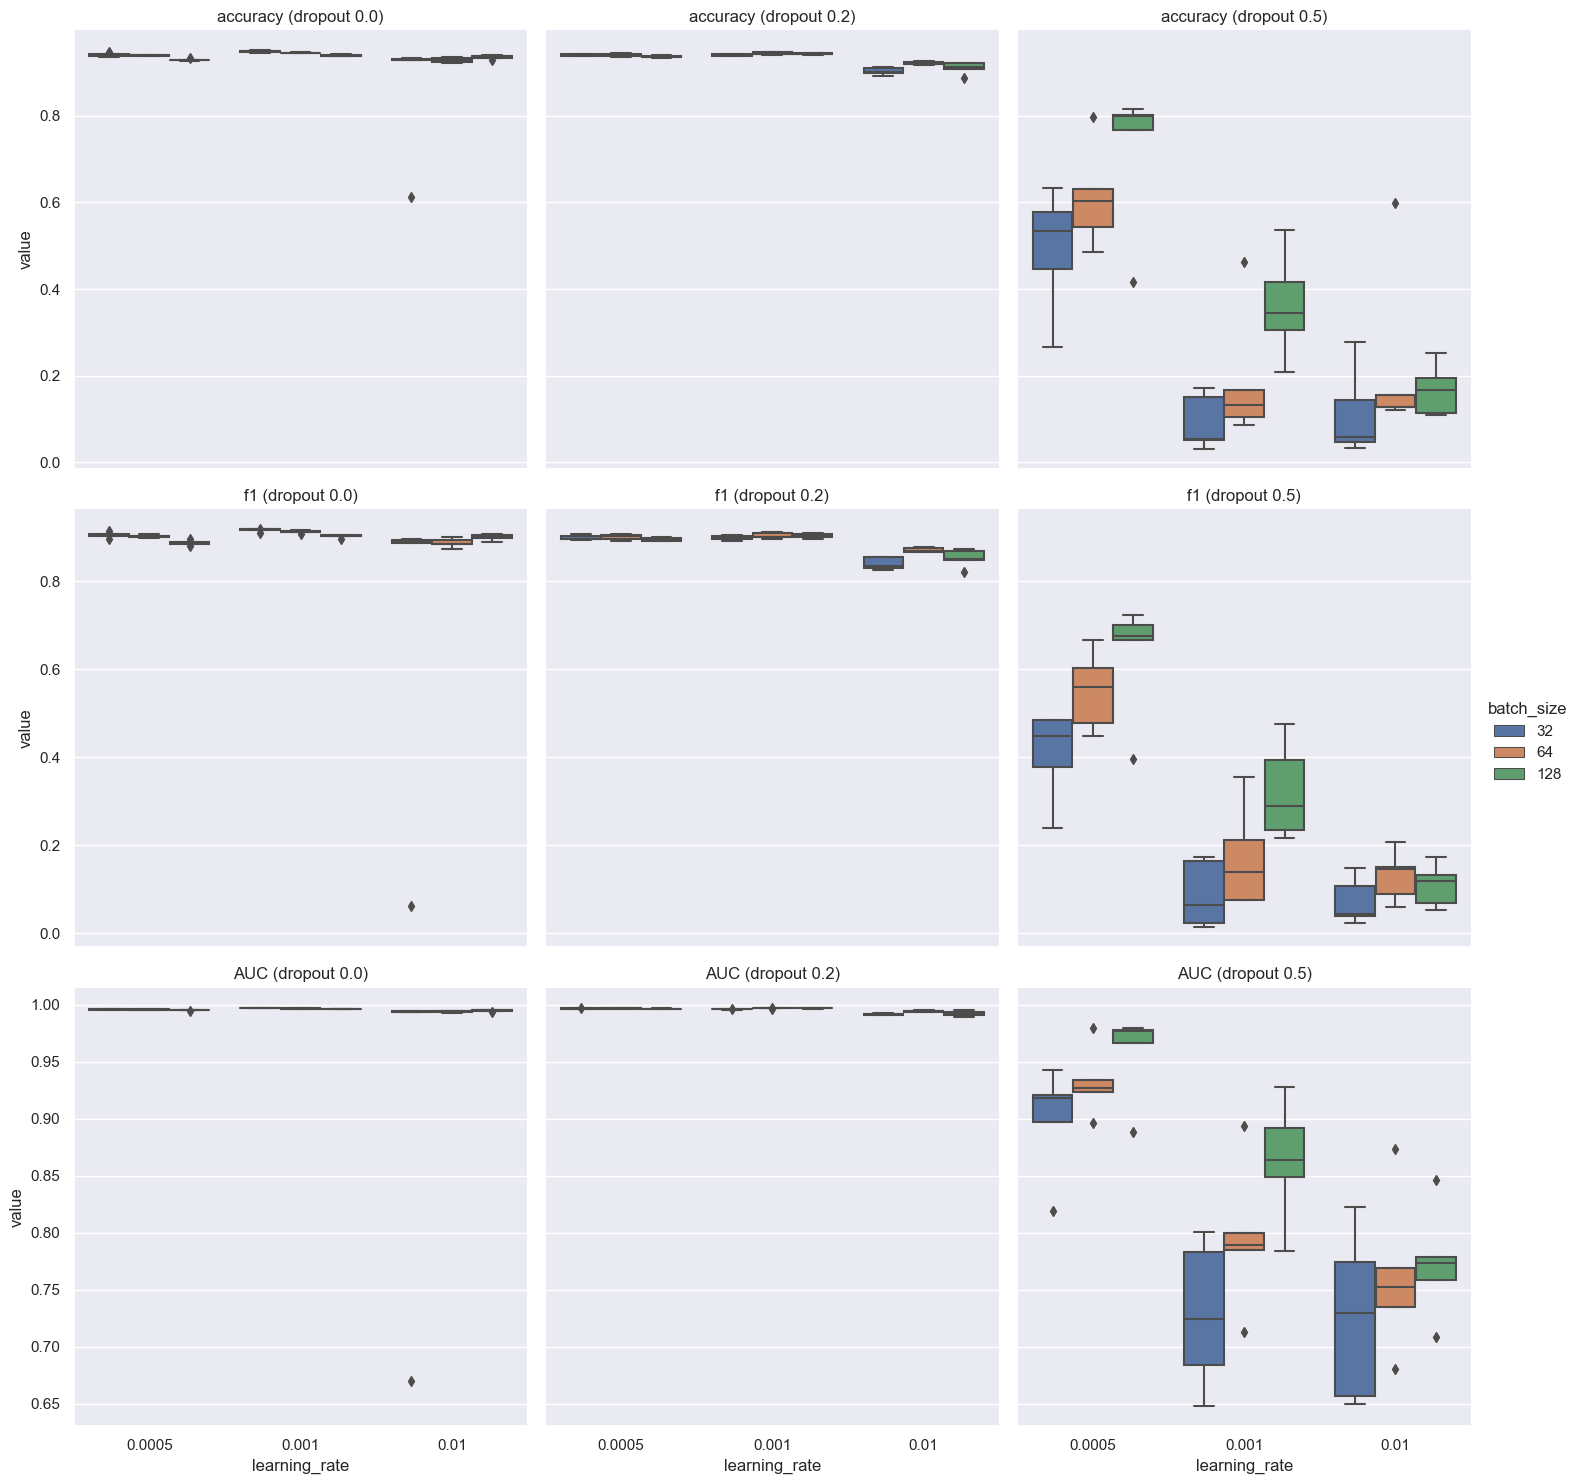 accuracy (dropout 0.0)
accuracy (dropout 0.2)
accuracy (dropout 0.5)
value
0.8
0.6
0.4
0.2
0.0
f1 (dropout 0.0)
f1 (dropout 0.2)
f1 (dropout 0.5)
value
0.8
0.6
0.4
0.2
0.0
batch_size
32
64
128
AUC (dropout 0.0)
AUC (dropout 0.2)
AUC (dropout 0.5)
value
1.00
0.95
0.90
0.85
0.80
0.75
0.70
0.65
0.0005 0.001 0.01
learning_rate
0.0005 0.001 0.01
learning_rate
0.0005 0.001 0.01
learning_rate